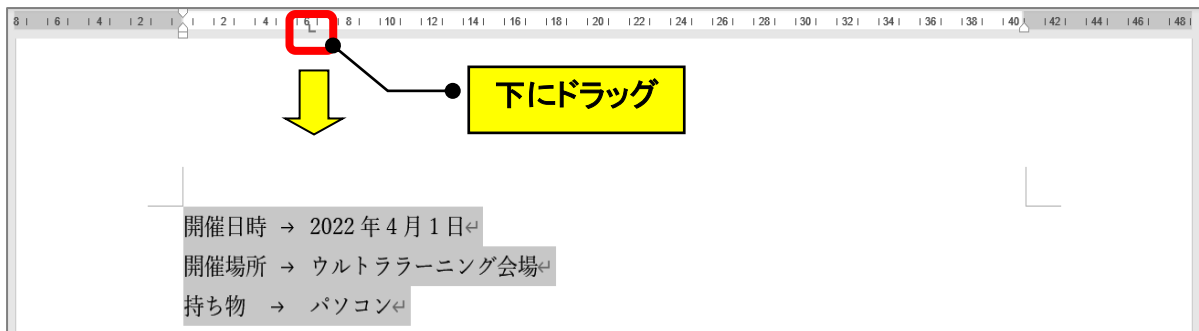 8 6 4 2 2 4 6 8 10 12 14 16 18 20 22 24 26 28 30 32 34 36 38 40 42 44 46 48
下にドラッグ
開催日時 → 2022年4月1日↵
開催場所 → ウルトララーニング会場↵
持ち物 → パソコン↵